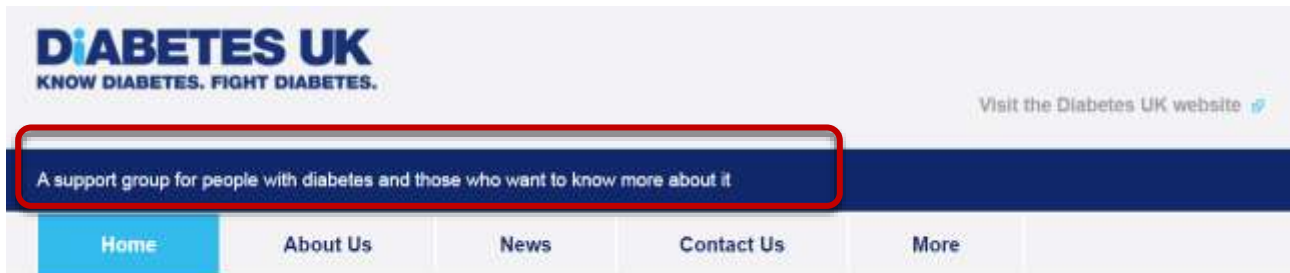 DiABETES UK
KNOW DIABETES. FIGHT DIABETES.
Visit the Diabetes UK website
A support group for people with diabetes and those who want to know more about it
Home About Us News Contact Us More